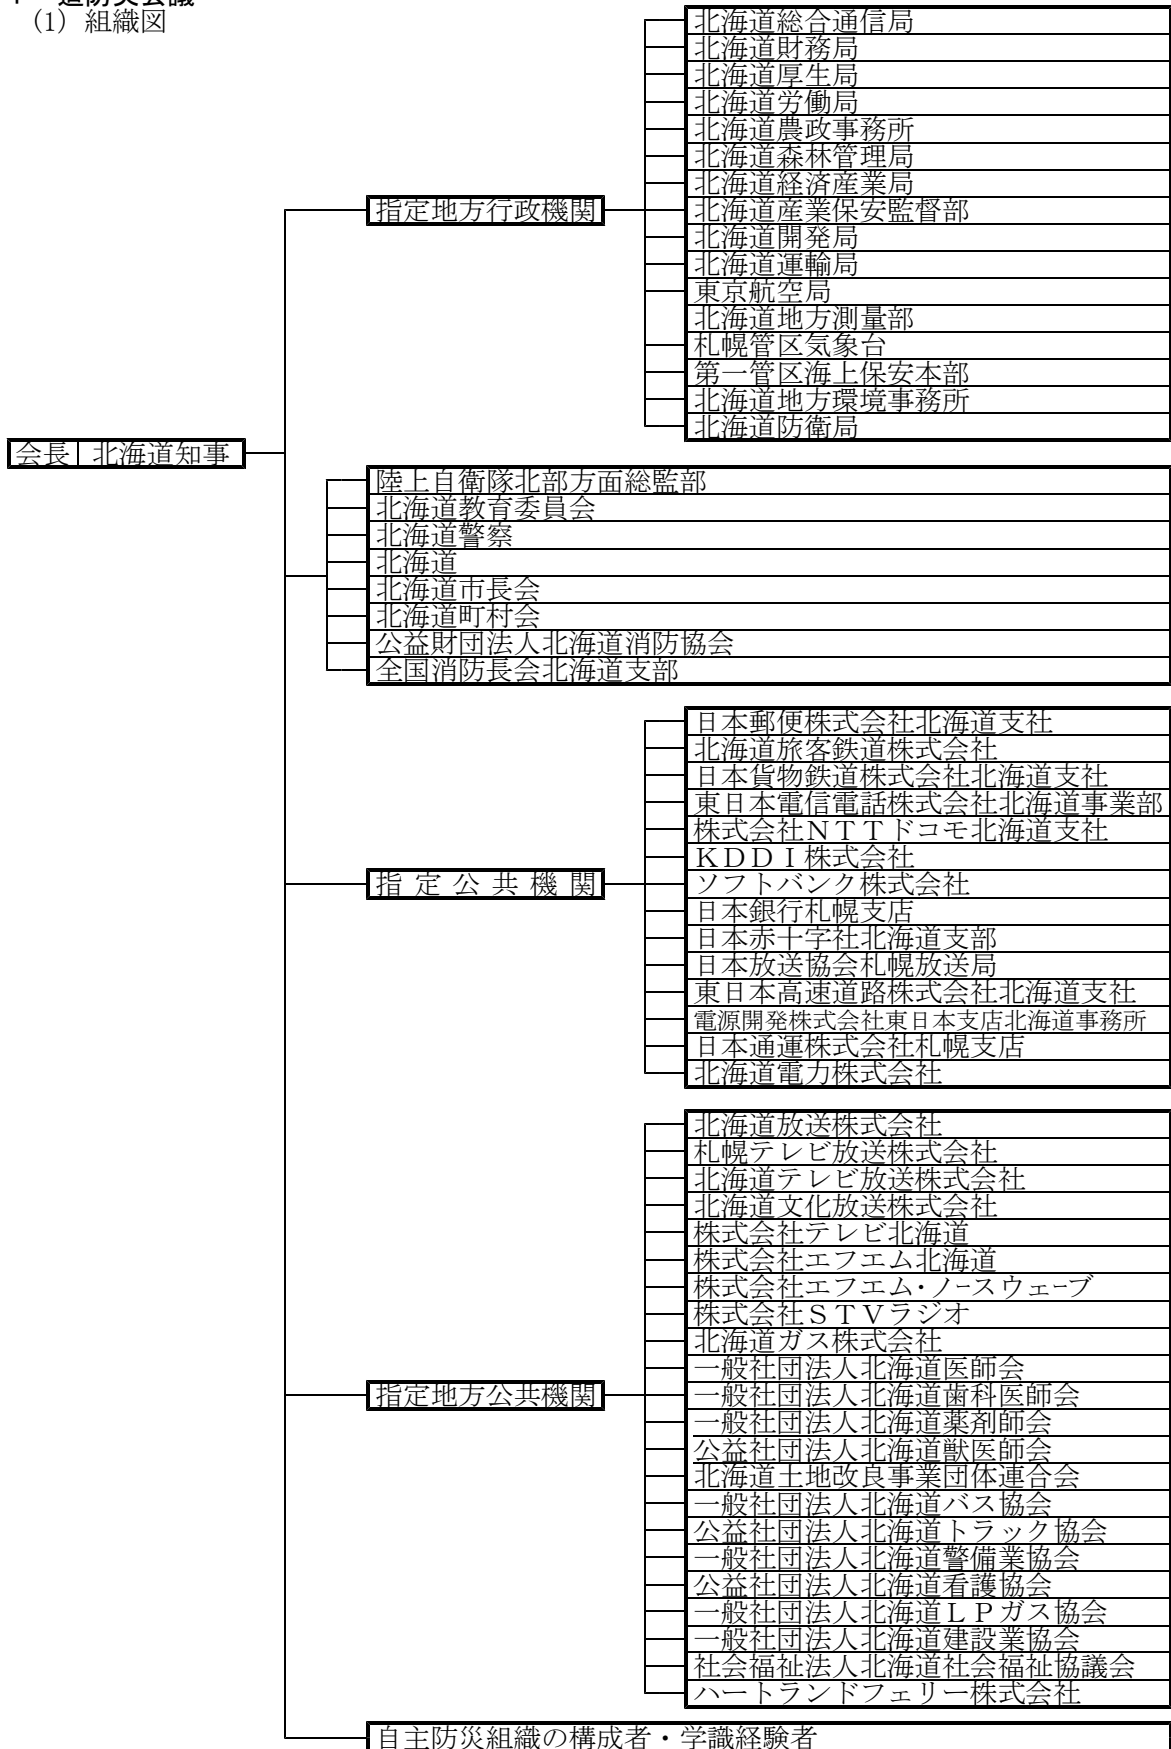 1　道防災会議
(1) 組織図
北海道総合通信局
北海道財務局
北海道厚生局
北海道労働局
北海道農政事務所
北海道森林管理局
北海道経済産業局
指定地方行政機関
北海道産業保安監督部
北海道開発局
北海道運輸局
東京航空局
北海道地方測量部
札幌管区気象台
第一管区海上保安本部
北海道地方環境事務所
北海道防衛局
会長 北海道知事
陸上自衛隊北部方面総監部
北海道教育委員会
北海道警察
北海道
北海道市長会
北海道町村会
公益財団法人北海道消防協会
全国消防長会北海道支部
日本郵便株式会社北海道支社
北海道旅客鉄道株式会社
日本貨物鉄道株式会社北海道支社
東日本電信電話株式会社北海道事業部
株式会社ＮＴＴドコモ北海道支社
ＫＤＤＩ株式会社
指定公共機関
ソフトバンク株式会社
日本銀行札幌支店
日本赤十字社北海道支部
日本放送協会札幌放送局
東日本高速道路株式会社北海道支社
電源開発株式会社東日本支店北海道事務所
日本通運株式会社札幌支店
北海道電力株式会社
北海道放送株式会社
札幌テレビ放送株式会社
北海道テレビ放送株式会社
北海道文化放送株式会社
株式会社テレビ北海道
株式会社エフエム北海道
株式会社エフエム・ノースウェーブ
株式会社ＳＴＶラジオ
北海道ガス株式会社
一般社団法人北海道医師会
指定地方公共機関
一般社団法人北海道歯科医師会
一般社団法人北海道薬剤師会
公益社団法人北海道獣医師会
北海道土地改良事業団体連合会
一般社団法人北海道バス協会
公益社団法人北海道トラック協会
一般社団法人北海道警備業協会
公益社団法人北海道看護協会
一般社団法人北海道ＬＰガス協会
一般社団法人北海道建設業協会
社会福祉法人北海道社会福祉協議会
ハートランドフェリー株式会社
自主防災組織の構成者・学識経験者